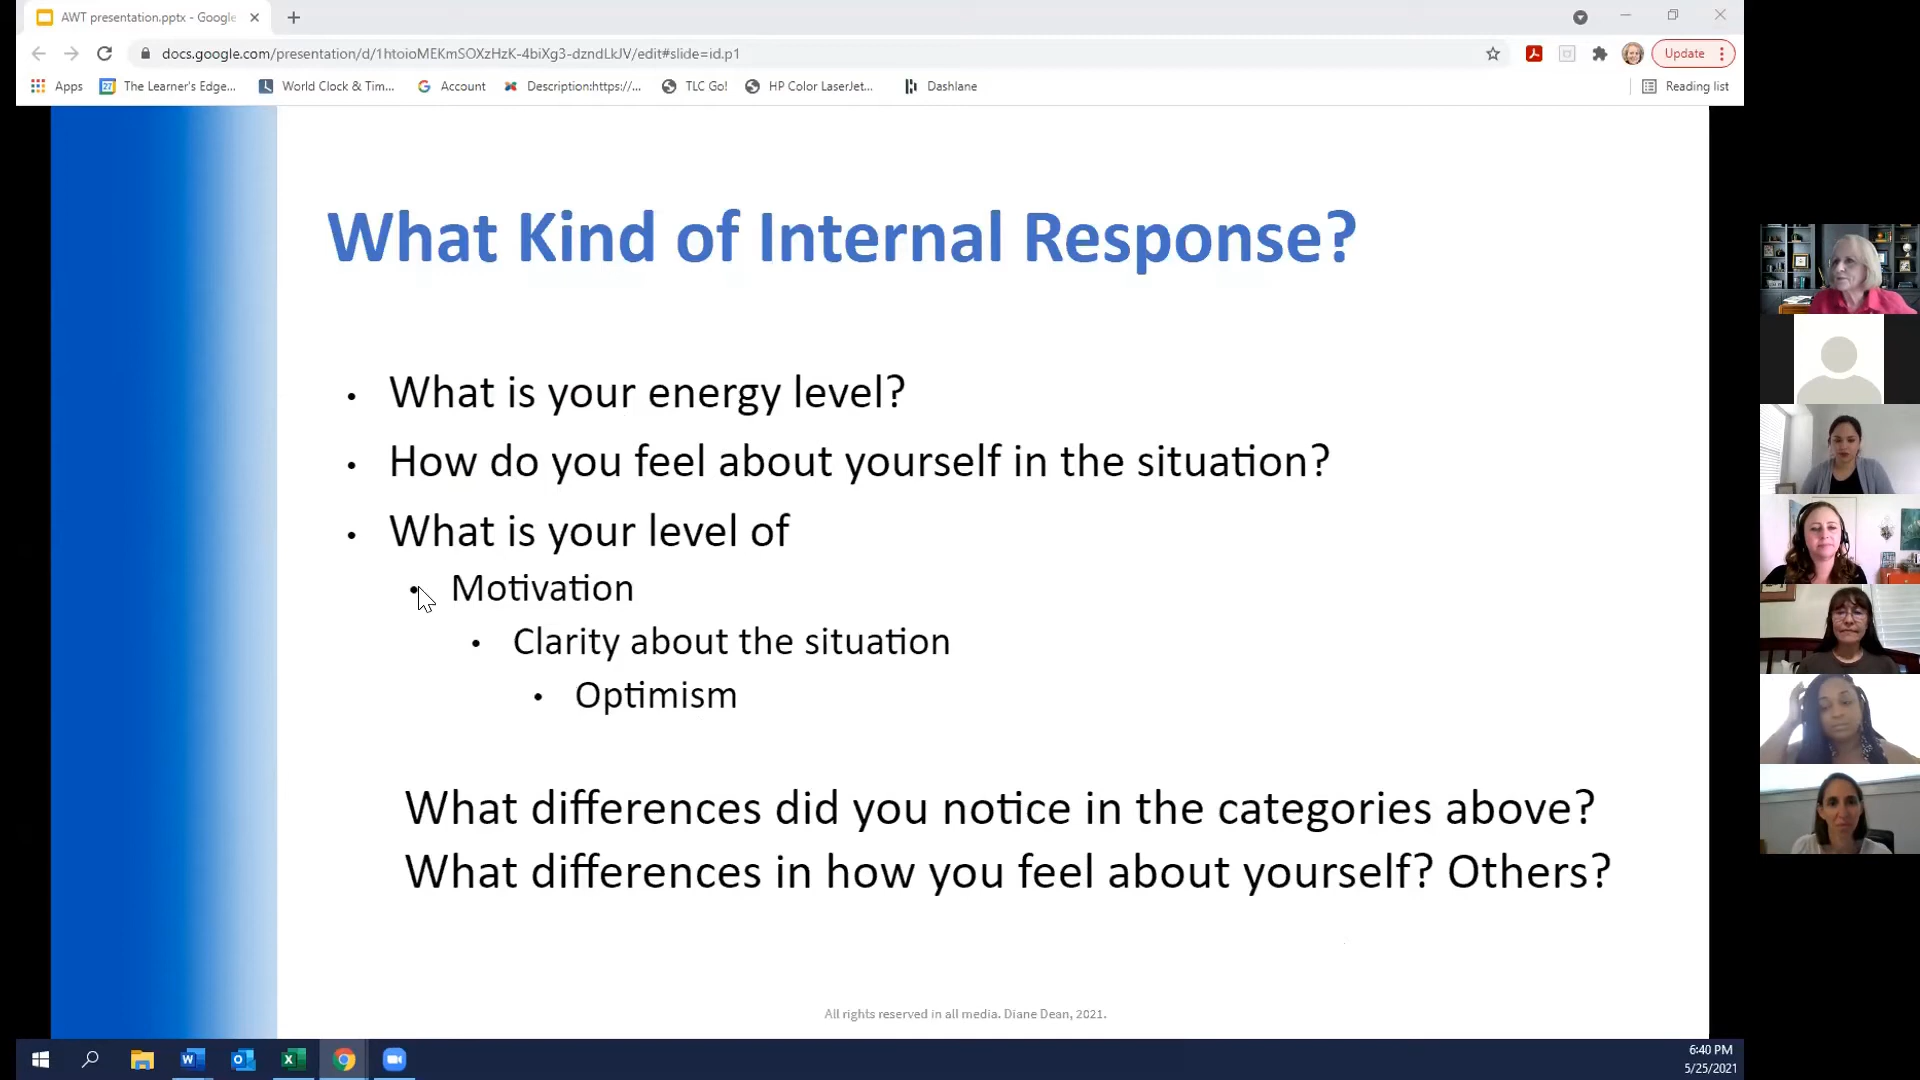 AWT presentation.pptx - Google
docs.google.com/presentation/d/1htoioMEKmSOXzHzK-4biXg3-dzndLkJV/edit#slide=id.p1
Update
Apps
The Learner's Edge...
World Clock & Tim...
Account
Description:https://...
TLC Go!
HP Color LaserJet...
Dashlane
Reading list
What Kind of Internal Response?
• What is your energy level?
• How do you feel about yourself in the situation?
• What is your level of
• Motivation
• Clarity about the situation
• Optimism
What differences did you notice in the categories above?
What differences in how you feel about yourself? Others?
All rights reserved in all media. Diane Dean, 2021.
6:40 PM
5/25/2021